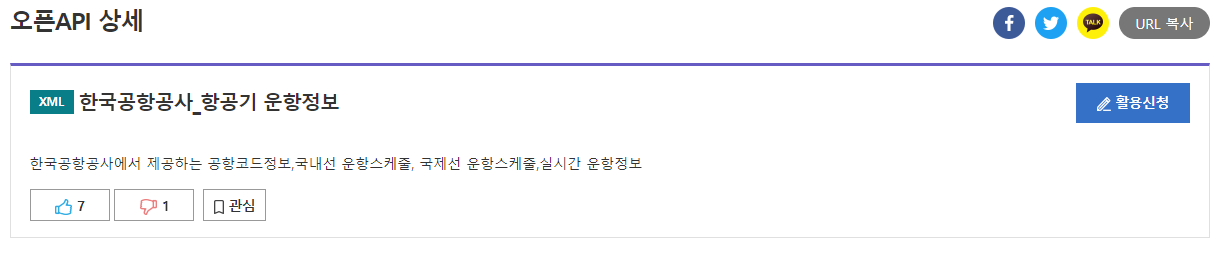 오픈API 상세
TALK
URL 복사
XML 한국공항공사_항공기 운항정보
활용신청
한국공항공사에서 제공하는 공항코드정보,국내선 운항스케줄, 국제선 운항스케줄,실시간 운항정보
7
1
관심